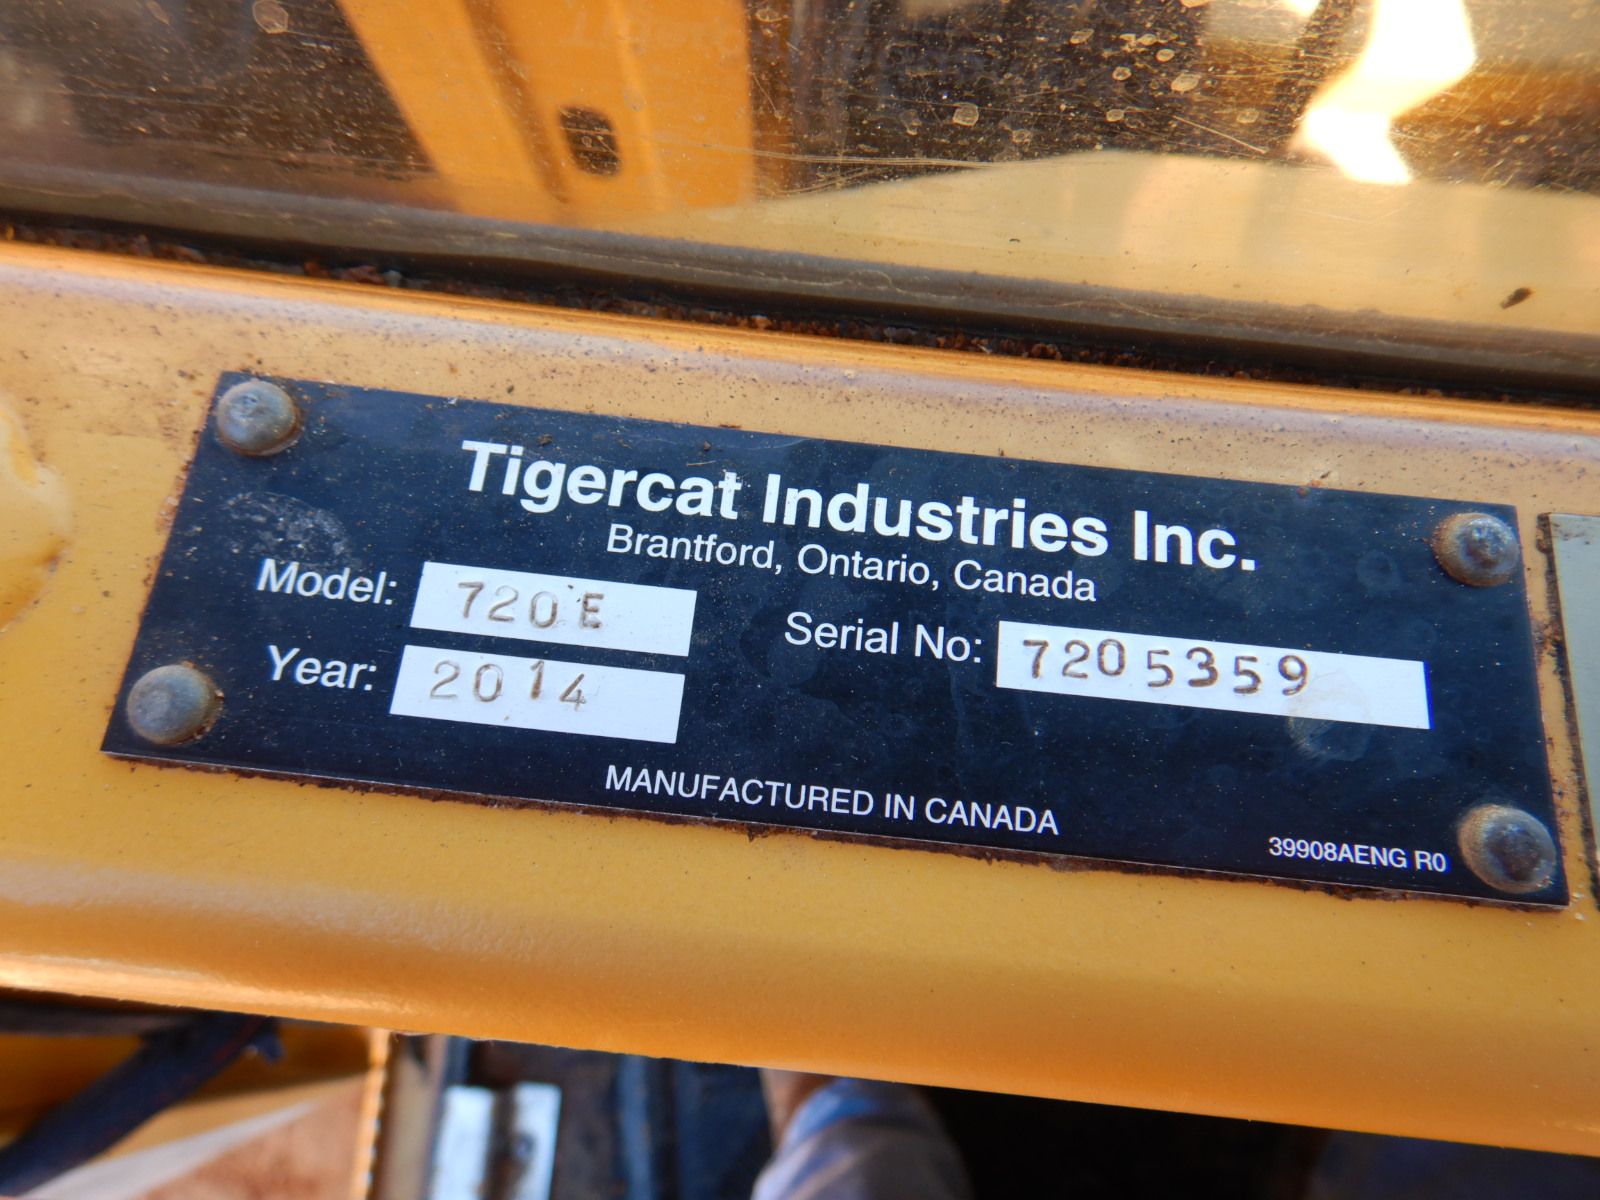 Tigercat Industries Inc.
Brantford, Ontario, Canada
Model: 720E
Serial No: 7205359
Year: 2014
MANUFACTURED IN CANADA
39908AENG R0